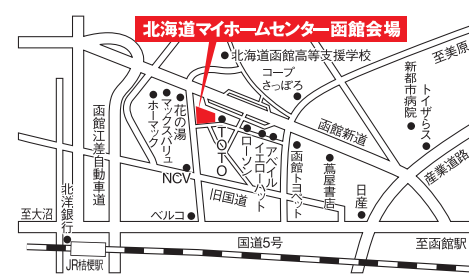 北海道マイホームセンター函館会場
北海道函館高等支援学校
コープ
さっぽろ
至美原
新都市病院
トイザらス
花の湯
マックスバリュ
ホーマック
函館江差自動車道
TOTO
ローソン
イエローハット
アベイル
函館トヨペット
函館新道
蔦屋書店
日産
産業道路
NCV
旧国道
ベルコ
北洋銀行
至大沼
国道5号
至函館駅
JR桔梗駅